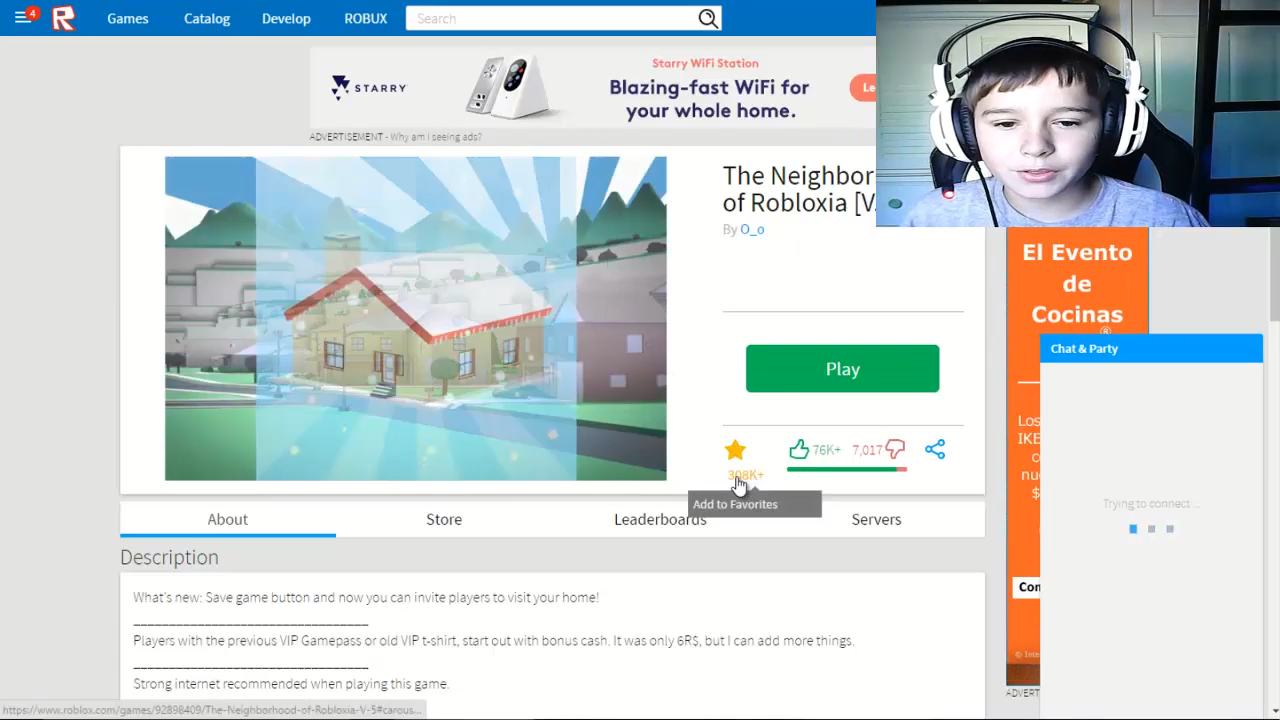 4
Games
Catalog
Develop
ROBUX
Search
Starry WiFi Station
STARRY
Blazing-fast WiFi for
your whole home.
ADVERTISEMENT - Why am I seeing ads?
The Neighbor
of Robloxia [V.
By O_o
Play
308K+
76K+
7,017
Add to Favorites
About
Store
Leaderboards
Servers
Description
What's new: Save game button and now you can invite players to visit your home!
Players with the previous VIP Gamepass or old VIP t-shirt, start out with bonus cash. It was only 6R$, but I can add more things.
Strong internet recommended when playing this game.
https://www.roblox.com/games/92898409/The-Neighborhood-of-Robloxia-V-5#carous...
El Evento
de
Cocinas
®
Los
IKE
Chat & Party
Trying to connect ...